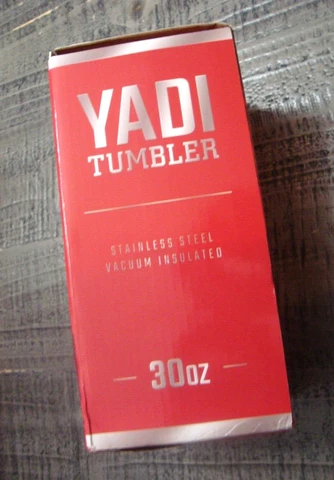 YADI
TUMBLER
STAINLESS STEEL
VACUUM INSULATED
30OZ